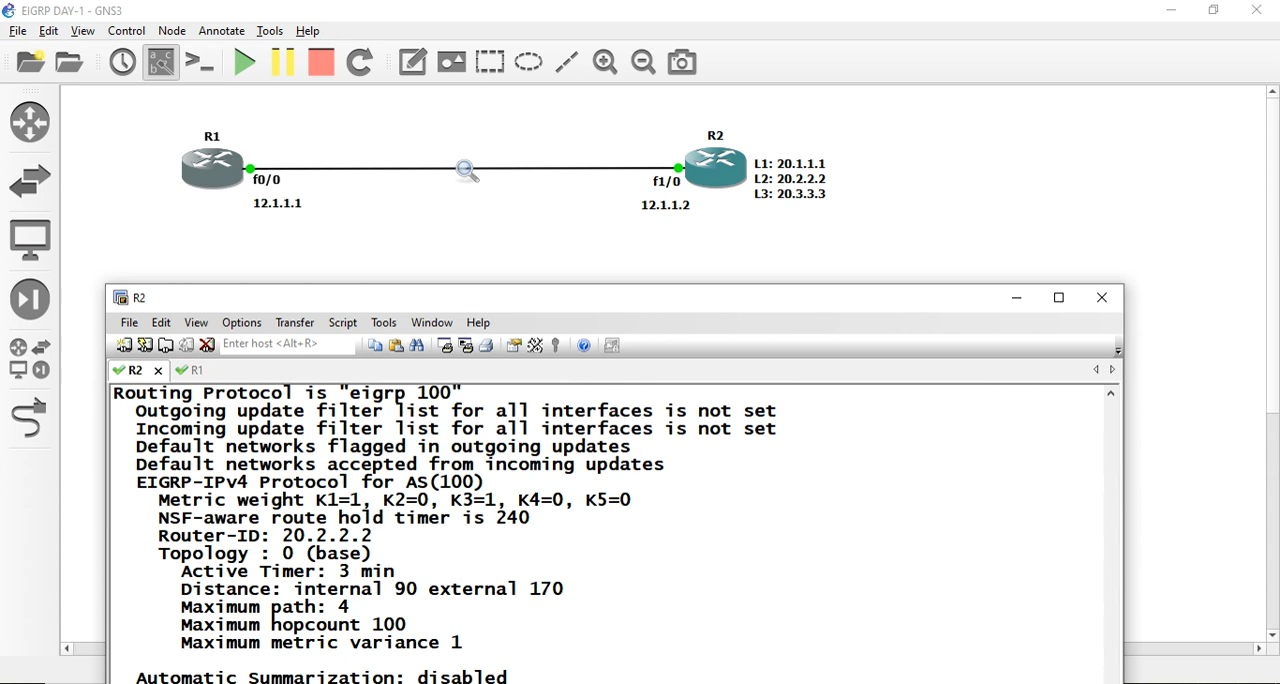 EIGRP DAY-1 - GNS3
File Edit View Control Node Annotate Tools Help
R1
R2
L1: 20.1.1.1
L2: 20.2.2.2
L3: 20.3.3.3
f0/0
f1/0
12.1.1.1
12.1.1.2
R2
File Edit View Options Transfer Script Tools Window Help
Enter host <Alt+R>
R2 R1
Routing Protocol is "eigrp 100"
Outgoing update filter list for all interfaces is not set
Incoming update filter list for all interfaces is not set
Default networks flagged in outgoing updates
Default networks accepted from incoming updates
EIGRP-IPv4 Protocol for AS(100)
Metric weight K1=1, K2=0, K3=1, K4=0, K5=0
NSF-aware route hold timer is 240
Router-ID: 20.2.2.2
Topology : 0 (base)
Active Timer: 3 min
Distance: internal 90 external 170
Maximum path: 4
Maximum hopcount 100
Maximum metric variance 1
Automatic Summarization: disabled